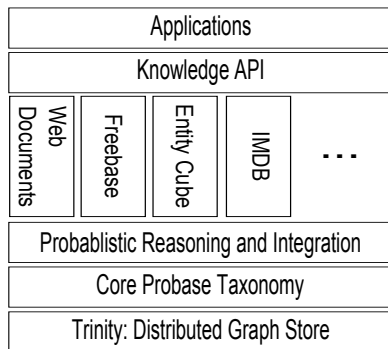 Applications
Knowledge API
Web
Documents
Freebase
Entity Cube
IMDB
...
Probablistic Reasoning and Integration
Core Probase Taxonomy
Trinity: Distributed Graph Store